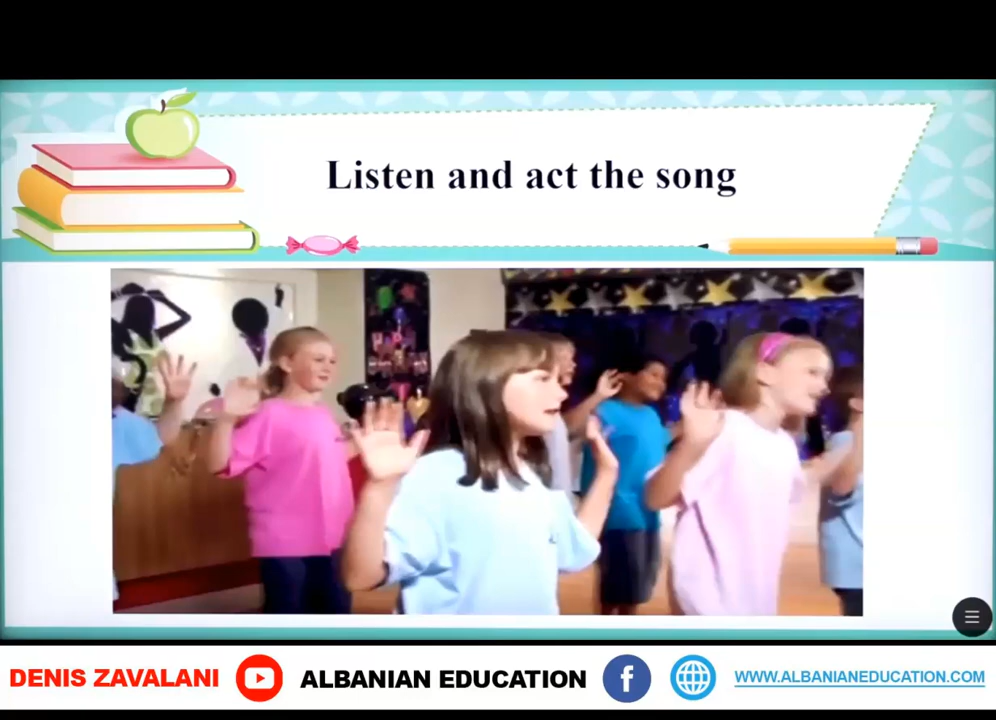 Listen and act the song
DENIS ZAVALANI
ALBANIAN EDUCATION
WWW.ALBANIANEDUCATION.COM